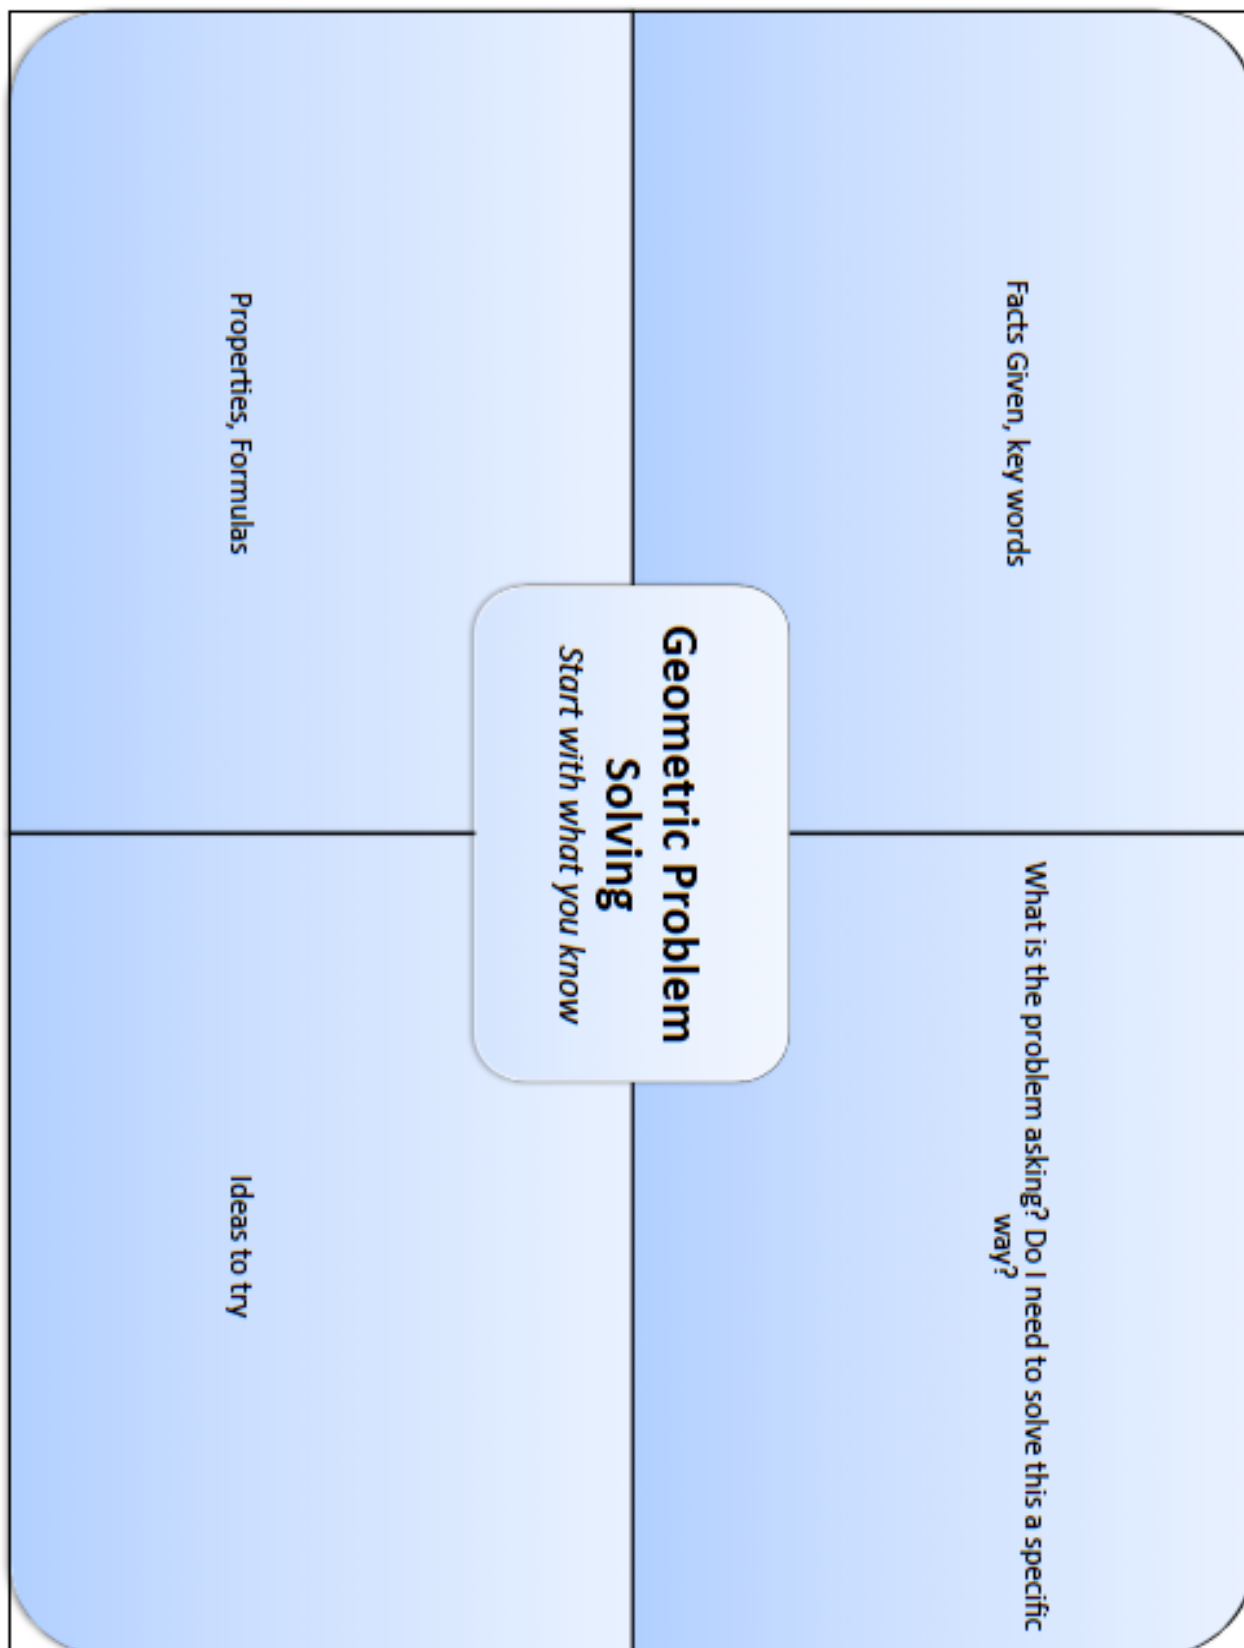 Facts Given, key words
What is the problem asking? Do I need to solve this a specific
way?
Geometric Problem
Solving
Start with what you know
Properties, Formulas
Ideas to try